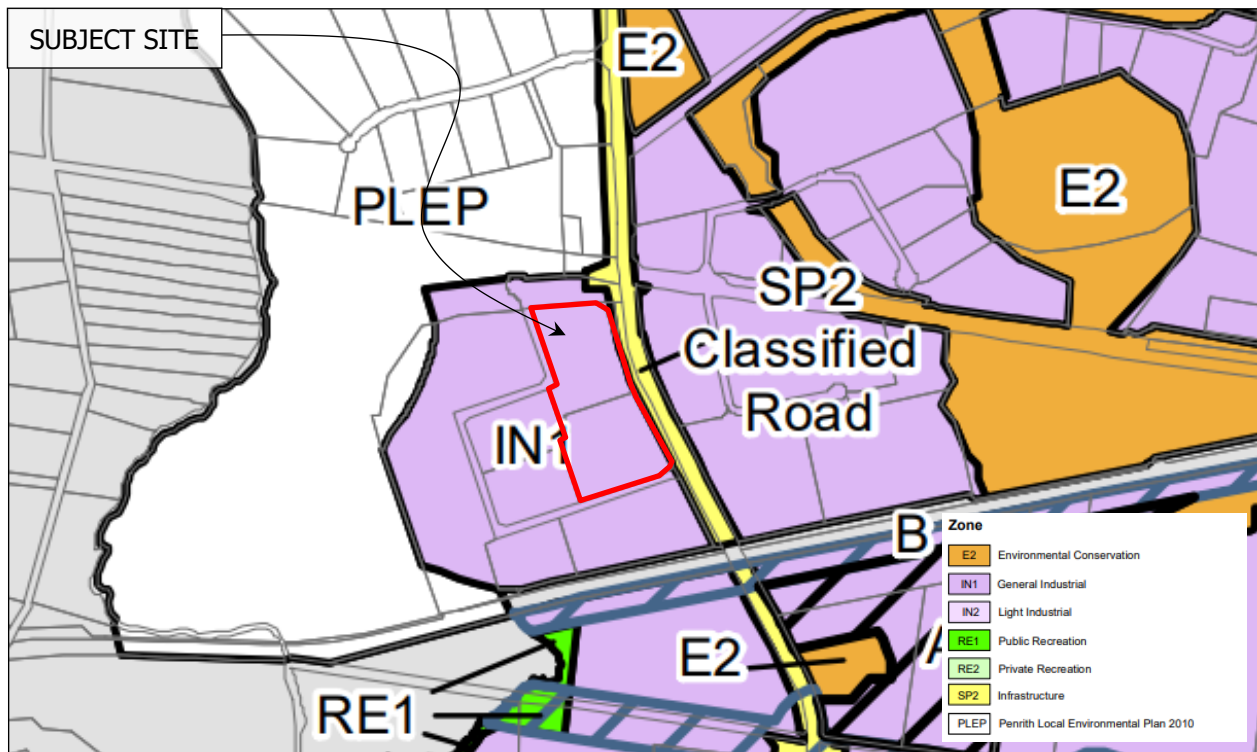 SUBJECT SITE
E2
PLEP
E2
SP2
Classified
Road
IN1
B
E2
RE1
Zone
E2 Environmental Conservation
IN1 General Industrial
IN2 Light Industrial
RE1 Public Recreation
RE2 Private Recreation
SP2 Infrastructure
PLEP Penrith Local Environmental Plan 2010